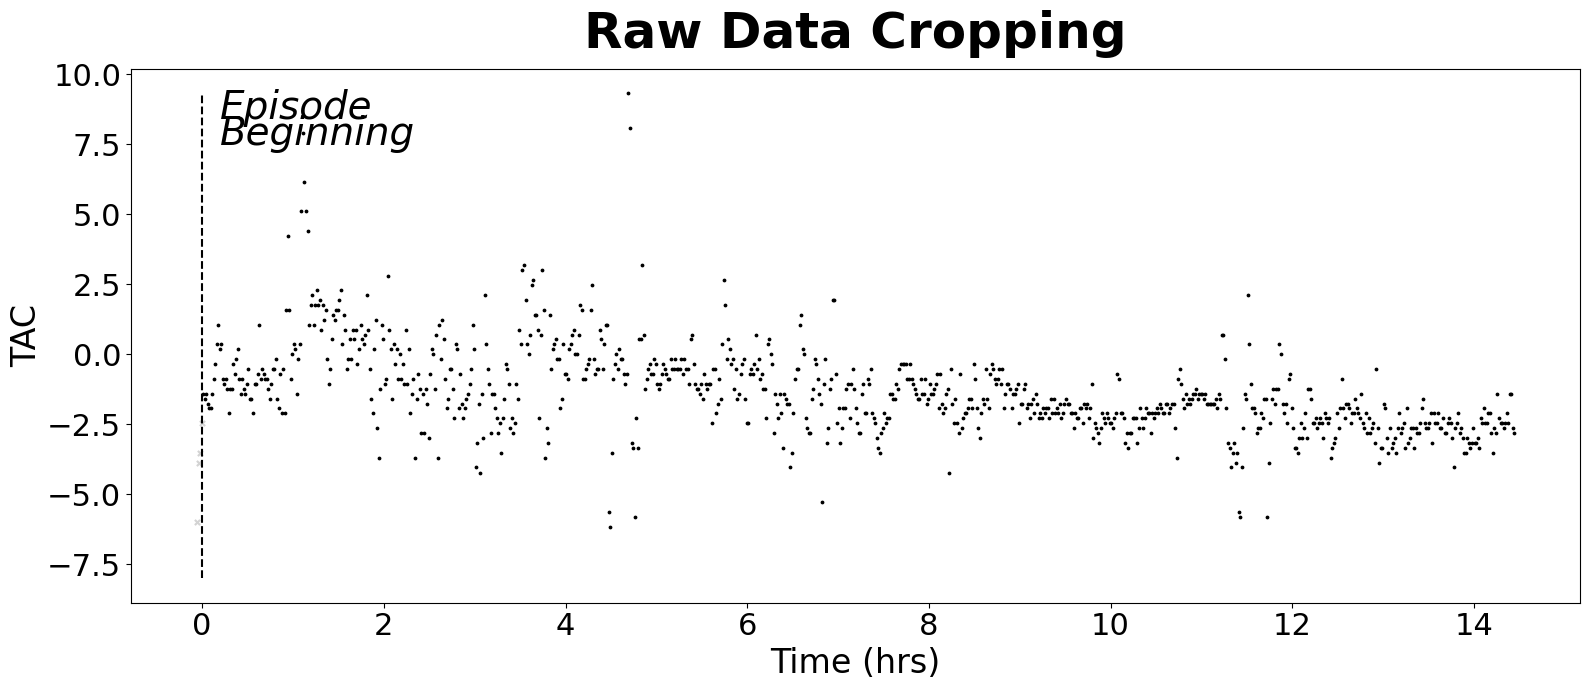 Raw Data Cropping
Episode
Beginning
10.0
7.5
5.0
2.5
0.0
−2.5
−5.0
−7.5
TAC
0 2 4 6 8 10 12 14
Time (hrs)